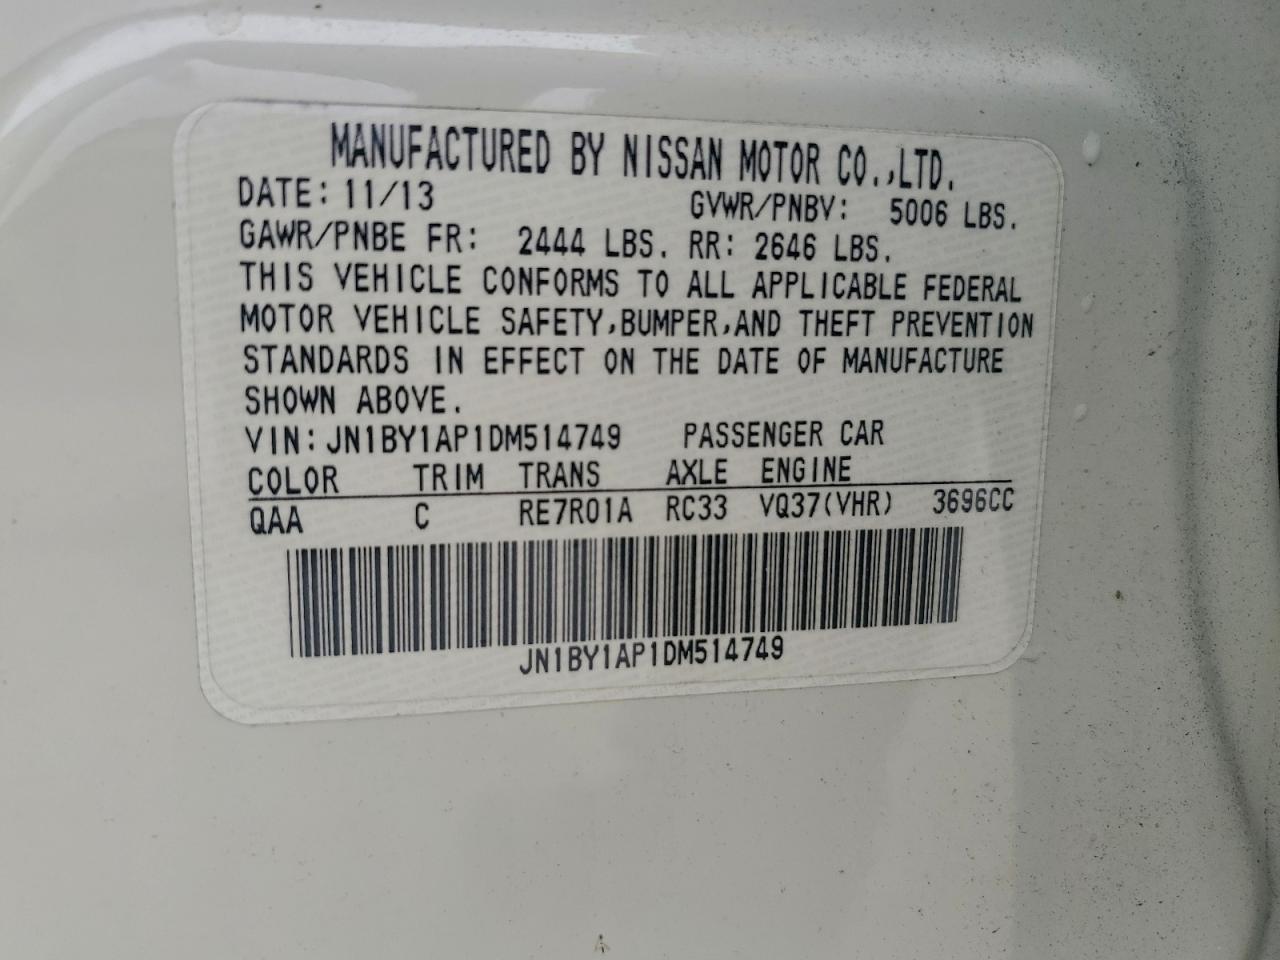 MANUFACTURED BY NISSAN MOTOR CO.,LTD.
DATE: 11/13 GVWR/PNBV: 5006 LBS.
GAWR/PNBE FR: 2444 LBS. RR: 2646 LBS.
THIS VEHICLE CONFORMS TO ALL APPLICABLE FEDERAL
MOTOR VEHICLE SAFETY,BUMPER,AND THEFT PREVENTION
STANDARDS IN EFFECT ON THE DATE OF MANUFACTURE
SHOWN ABOVE.
VIN: JN1BY1AP1DM514749 PASSENGER CAR
COLOR TRIM TRANS AXLE ENGINE
QAA C RE7R01A RC33 VQ37(VHR) 3696CC
JN1BY1AP1DM514749